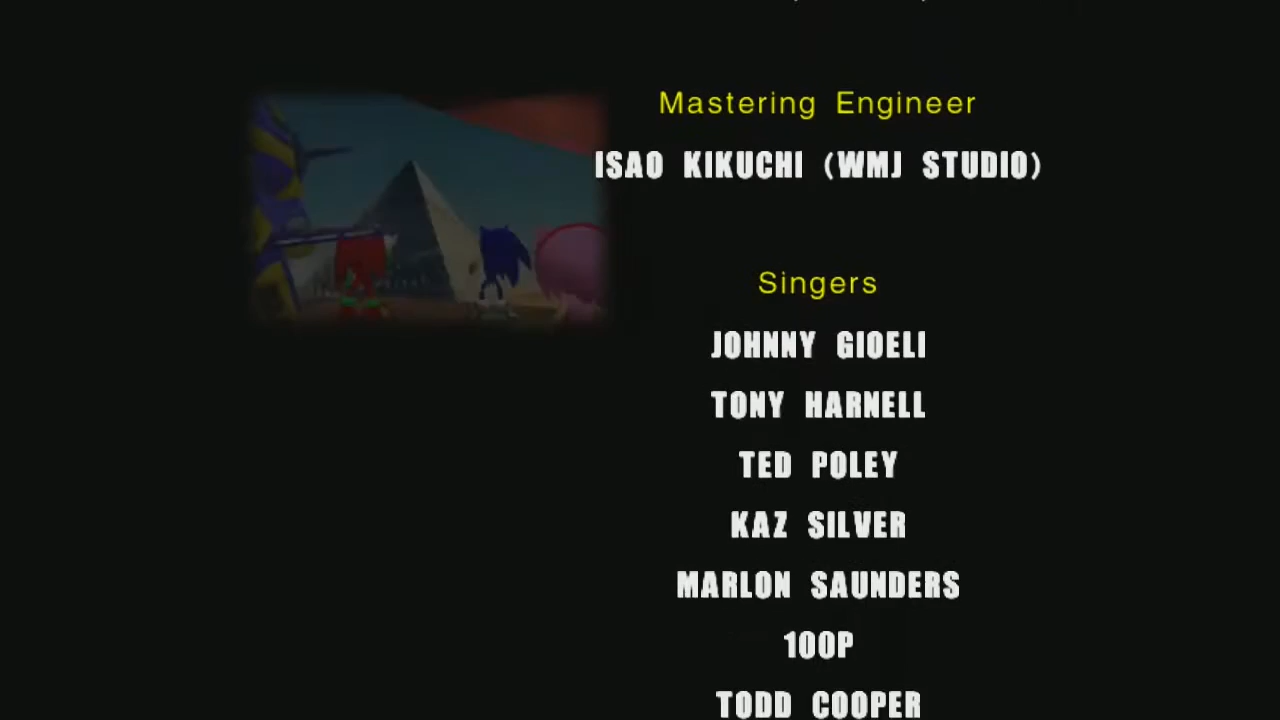 Mastering Engineer
ISAO KIKUCHI (WMJ STUDIO)
Singers
JOHNNY GIOELI
TONY HARNELL
TED POLEY
KAZ SILVER
MARLON SAUNDERS
100P
TODD COOPER